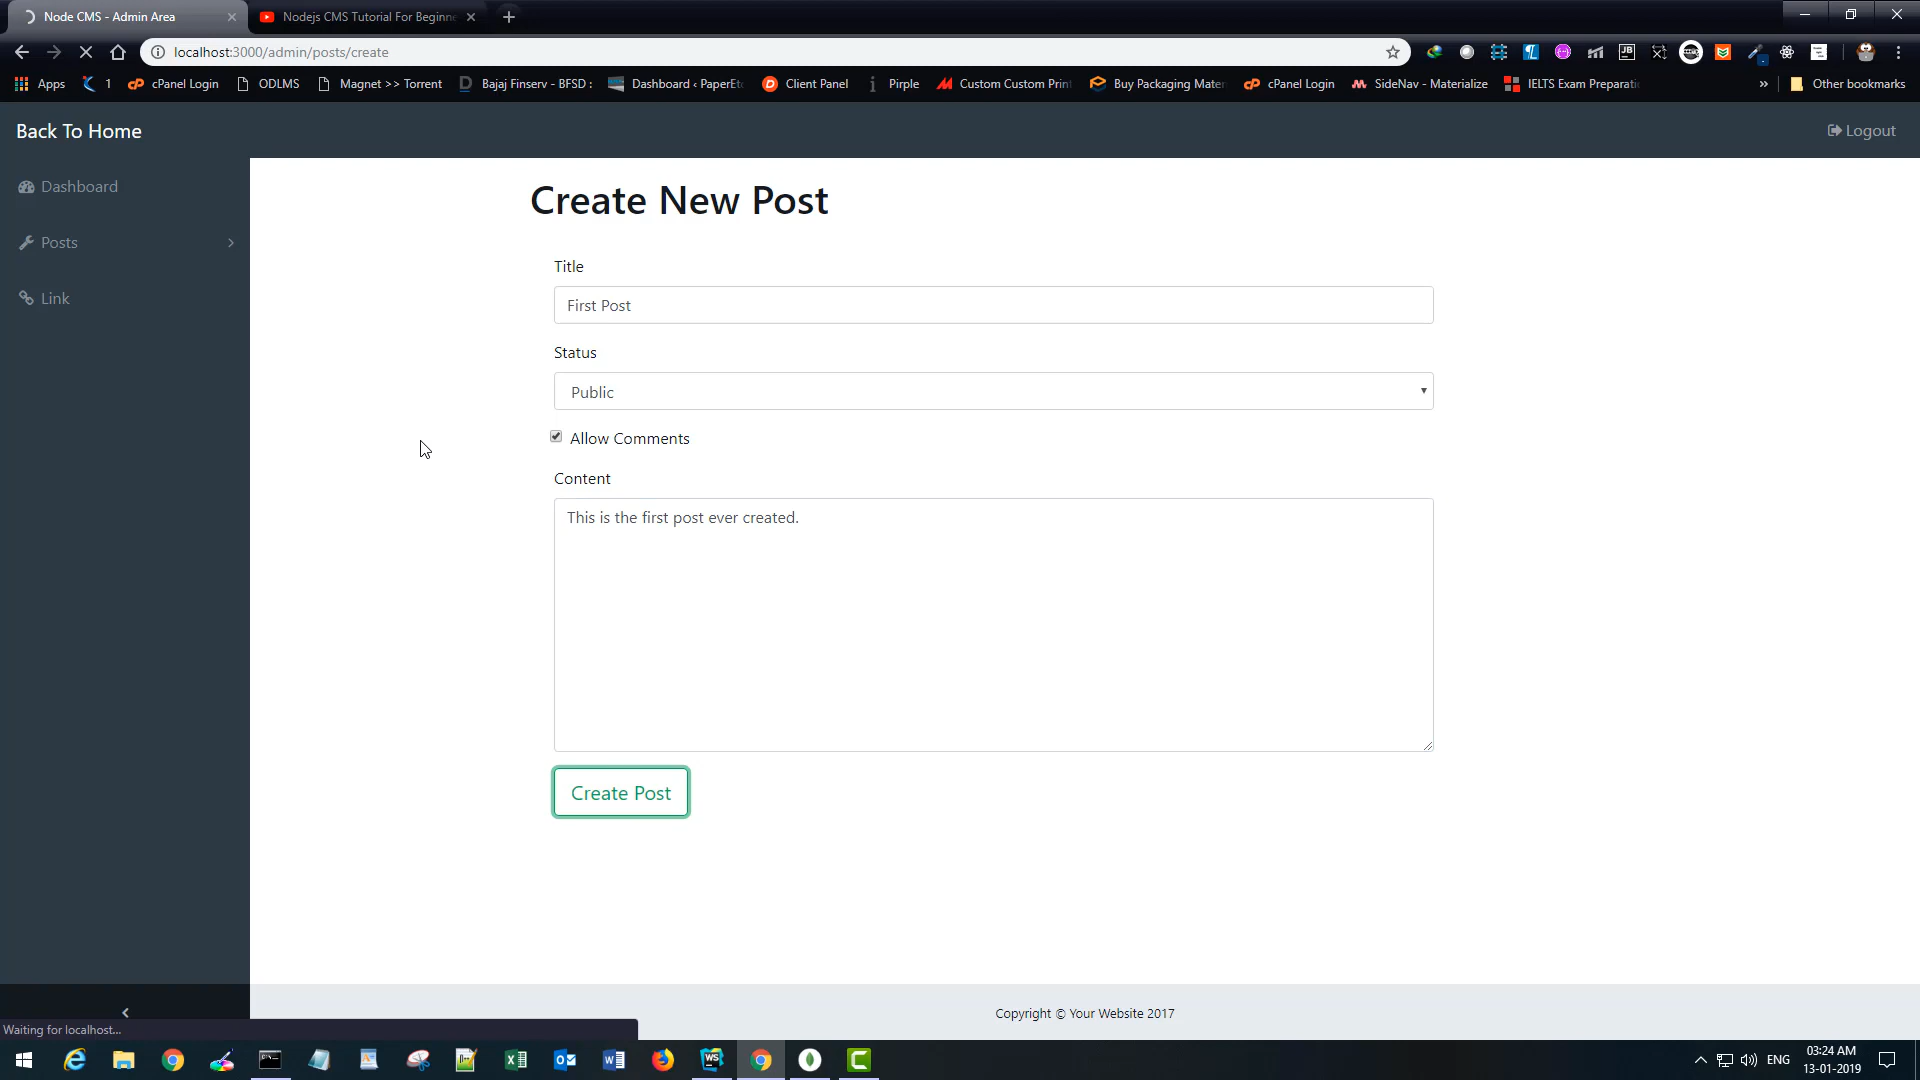 Node CMS - Admin Area
Nodejs CMS Tutorial For Beginne
localhost:3000/admin/posts/create
Apps
1
cPanel Login
ODLMS
Magnet >> Torrent
Bajaj Finserv - BFSD :
Dashboard ‹ PaperEtc
Client Panel
Pirple
Custom Custom Print
Buy Packaging Mater
cPanel Login
SideNav - Materialize
IELTS Exam Preparati
»
Other bookmarks
Back To Home
Logout
Dashboard
Posts
Link
Create New Post
Title
First Post
Status
Public
Allow Comments
Content
This is the first post ever created.
Create Post
Copyright © Your Website 2017
Waiting for localhost...
ENG
03:24 AM
13-01-2019